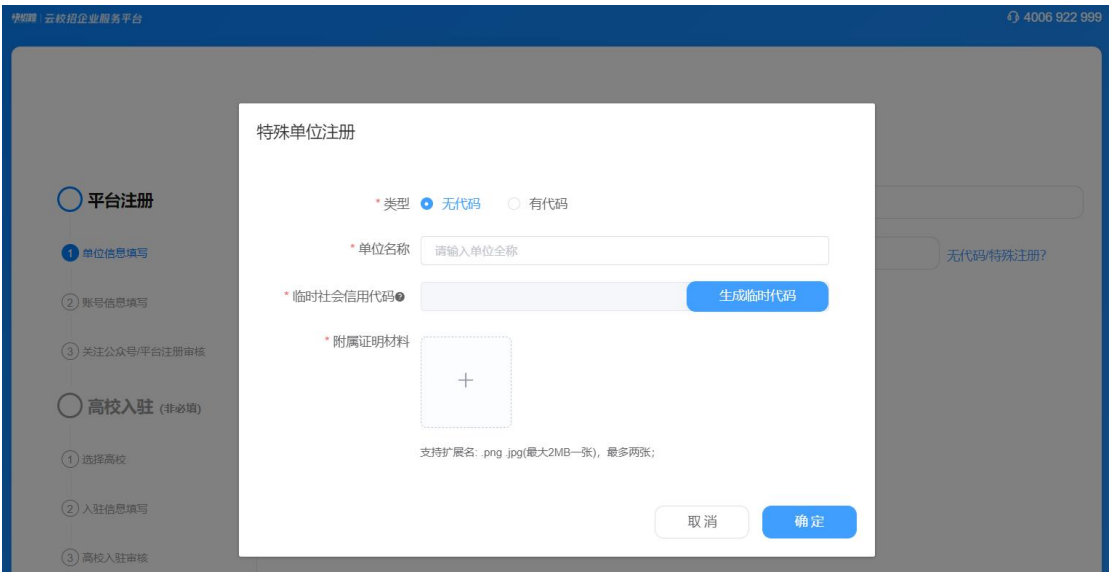 云校招企业服务平台
4006 922 999
特殊单位注册
平台注册
* 类型 无代码 有代码
1 单位信息填写
* 单位名称 请输入单位全称
无代码/特殊注册?
2 账号信息填写
* 临时社会信用代码 生成临时代码
3 关注公众号/平台注册审核
* 附属证明材料
+
高校入驻 (非必填)
支持扩展名: .png .jpg(最大2MB一张)，最多两张;
1 选择高校
2 入驻信息填写
取消 确定
3 高校入驻审核